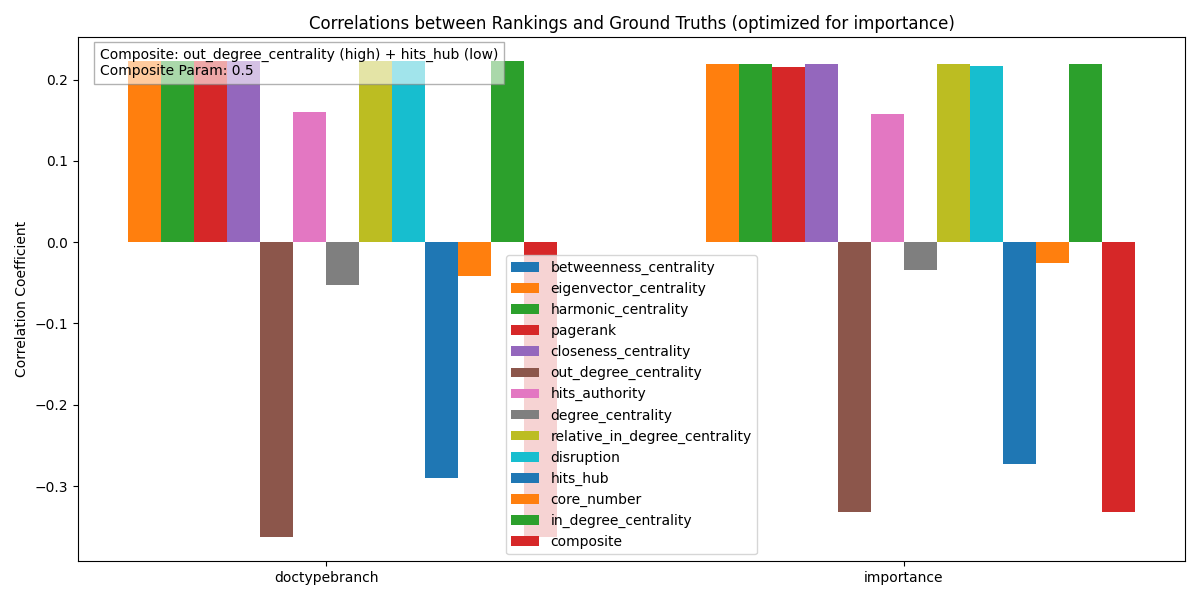 Correlations between Rankings and Ground Truths (optimized for importance)
Composite: out_degree_centrality (high) + hits_hub (low)
Composite Param: 0.5
Correlation Coefficient
0.2
0.1
0.0
−0.1
−0.2
−0.3
betweenness_centrality
eigenvector_centrality
harmonic_centrality
pagerank
closeness_centrality
out_degree_centrality
hits_authority
degree_centrality
relative_in_degree_centrality
disruption
hits_hub
core_number
in_degree_centrality
composite
doctypebranch
importance